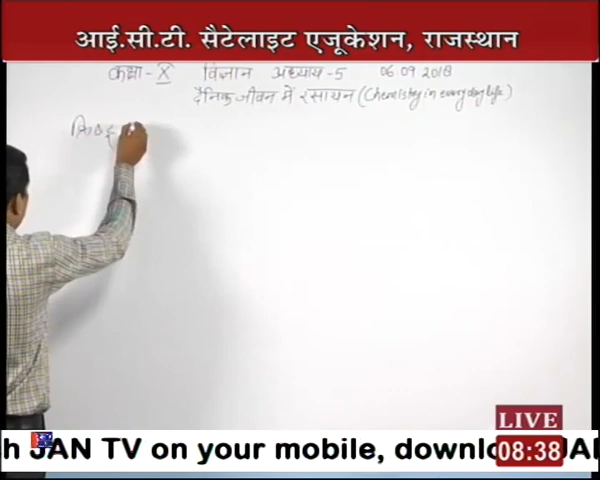 आई.सी.टी. सैटेलाइट एजूकेशन, राजस्थान
कक्षा-X विज्ञान अध्याय-5 06.09.2018
दैनिक जीवन में रसायन (Chemistry in every day life)
LIVE
h JAN TV on your mobile, downlo JA
08:38